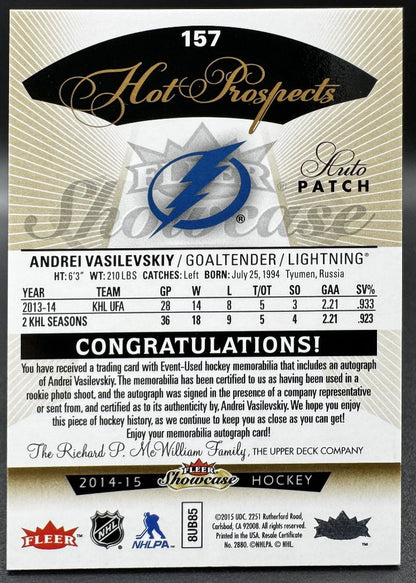 157
Hot Prospects
FLEER
Showcase
®
Auto
PATCH
ANDREI VASILEVSKIY / GOALTENDER / LIGHTNING®
HT: 6'3" WT: 210 LBS CATCHES: Left BORN: July 25, 1994 Tyumen, Russia
YEAR TEAM GP W L T/OT SO GAA SV%
2013-14 KHL UFA 28 14 8 5 3 2.21 .933
2 KHL SEASONS 36 18 9 5 4 2.21 .923
CONGRATULATIONS!
You have received a trading card with Event-Used hockey memorabilia that includes an autograph
of Andrei Vasilevskiy. The memorabilia has been certified to us as having been used in a
rookie photo shoot, and the autograph was signed in the presence of a company representative
or sent from, and certified as to its authenticity by, Andrei Vasilevskiy. We hope you enjoy
this piece of hockey history, as we continue to keep you as close as you can get!
Enjoy your memorabilia autograph card!
The Richard P. McWilliam Family, THE UPPER DECK COMPANY
2014-15 FLEER Showcase HOCKEY
FLEER™ NHL NHLPA™ 8UB85
©2015 UDC. 2251 Rutherford Road,
Carlsbad, CA 92008. All rights reserved.
Printed in the USA. Resale Certificate
No. 2880. ©NHLPA. © NHL.
FLEER